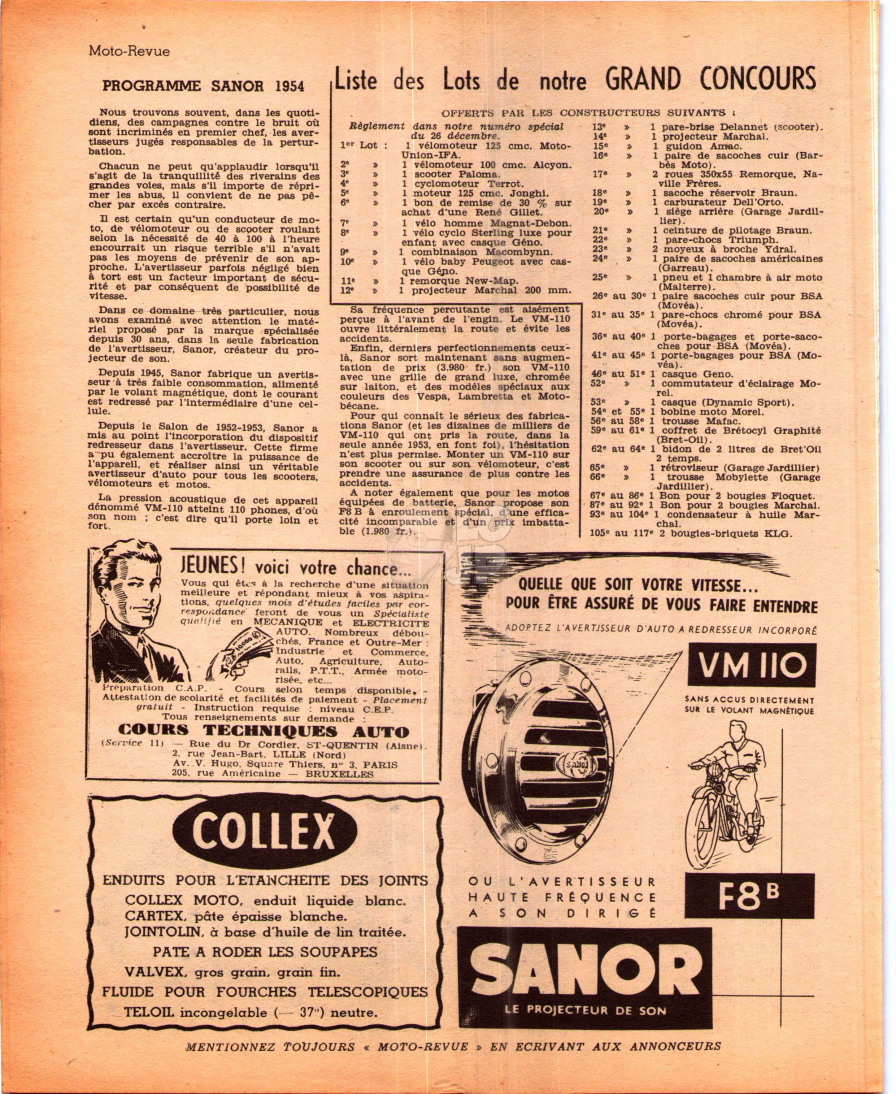 Moto-Revue
PROGRAMME SANOR 1954
Nous trouvons souvent, dans les quoti-
diens, des campagnes contre le bruit où
sont incriminés en premier chef, les aver-
tisseurs jugés responsables de la pertur-
bation.
Chacun ne peut qu'applaudir lorsqu'il
s'agit de la tranquillité des riverains des
grandes voies, mais s'il importe de répri-
mer les abus, il convient de ne pas pê-
cher par excés contraire.
Il est certain qu'un conducteur de mo-
to, de vélomoteur ou de scooter roulant
selon la nécessité de 40 à 100 à l'heure
encourrait un risque terrible s'il n'avait
pas les moyens de prévenir de son ap-
proche. L'avertisseur parfois négligé bien
à tort est un facteur important de sécu-
rité et par conséquent de possibilité de
vitesse.
Dans ce domaine très particulier, nous
avons examiné avec attention le maté-
riel proposé par la marque spécialisée
depuis 30 ans, dans la seule fabrication
de l'avertisseur, Sanor, créateur du pro-
jecteur de son.
Depuis 1945, Sanor fabrique un avertis-
seur à très faible consommation, alimenté
par le volant magnétique, dont le courant
est redressé par l'intermédiaire d'une cel-
lule.
Depuis le Salon de 1952-1953, Sanor a
mis au point l'incorporation du dispositif
redresseur dans l'avertisseur. Cette firme
a pu également accroître la puissance de
l'appareil, et réaliser ainsi un véritable
avertisseur d'auto pour tous les scooters,
vélomoteurs et motos.
La pression acoustique de cet appareil
dénommé VM-110 atteint 110 phones, d'où
son nom ; c'est dire qu'il porte loin et
fort.
Sa fréquence percutante est aisément
perçue à l'avant de l'engin. Le VM-110
ouvre littéralement la route et évite les
accidents.
Enfin, derniers perfectionnements ceux-
là, Sanor sort maintenant sans augmen-
tation de prix (3.980 fr.) son VM-110
avec une grille de grand luxe, chromée
sur laiton, et des modèles spéciaux aux
couleurs des Vespa, Lambretta et Moto-
bécane.
Pour qui connaît le sérieux des fabrica-
tions Sanor (et les dizaines de milliers de
VM-110 qui ont pris la route, dans la
seule année 1953, en font foi), l'hésitation
n'est plus permise. Monter un VM-110 sur
son scooter ou sur son vélomoteur, c'est
prendre une assurance de plus contre les
accidents.
A noter également que pour les motos
équipées de batterie, Sanor propose son
F8 B à enroulement spécial, d'une effica-
cité incomparable et d'un prix imbatta-
ble (1.980 fr.).
Liste des Lots de notre GRAND CONCOURS
OFFERTS PAR LES CONSTRUCTEURS SUIVANTS :
Règlement dans notre numéro spécial
du 26 décembre.
1er Lot : 1 vélomoteur 125 cmc. Moto-
Union-IFA.
2e » 1 vélomoteur 100 cmc. Alcyon.
3e » 1 scooter Paloma.
4e » 1 cyclomoteur Terrot.
5e » 1 moteur 125 cmc. Jonghi.
6e » 1 bon de remise de 30 % sur
achat d'une René Gillet.
7e » 1 vélo homme Magnat-Debon.
8e » 1 vélo cyclo Sterling luxe pour
enfant avec casque Géno.
9e » 1 combinaison Macombynn.
10e » 1 vélo baby Peugeot avec cas-
que Géno.
11e » 1 remorque New-Map.
12e » 1 projecteur Marchal 200 mm.
13e » 1 pare-brise Delannet (scooter).
14e » 1 projecteur Marchal.
15e » 1 guidon Amac.
16e » 1 paire de sacoches cuir (Bar-
bès Moto).
17e » 2 roues 350x55 Remorque, Na-
ville Frères.
18e » 1 sacoche réservoir Braun.
19e » 1 carburateur Dell'Orto.
20e » 1 siége arrière (Garage Jardil-
lier).
21e » 1 ceinture de pilotage Braun.
22e » 1 pare-chocs Triumph.
23e » 2 moyeux à broche Ydral.
24e » 1 paire de sacoches américaines
(Garreau).
25e » 1 pneu et 1 chambre à air moto
(Malterre).
26e au 30e 1 paire sacoches cuir pour BSA
(Movéa).
31e au 35e 1 pare-chocs chromé pour BSA
(Movéa).
36e au 40e 1 porte-bagages et porte-saco-
ches pour BSA (Movéa).
41e au 45e 1 porte-bagages pour BSA (Mo-
véa).
46e au 51e 1 casque Geno.
52e » 1 commutateur d'éclairage Mo-
rel.
53e » 1 casque (Dynamic Sport).
54e et 55e 1 bobine moto Morel.
56e au 58e 1 trousse Mafac.
59e au 61e 1 coffret de Brétocyl Graphité
(Bret-Oil).
62e au 64e 1 bidon de 2 litres de Bret'Oil
2 temps.
65e » 1 rétroviseur (Garage Jardillier)
66e » 1 trousse Mobylette (Garage
Jardillier).
67e au 86e 1 Bon pour 2 bougies Floquet.
87e au 92e 1 Bon pour 2 bougies Marchal.
93e au 104e 1 condensateur à huile Mar-
chal.
105e au 117e 2 bougies-briquets KLG.
JEUNES! voici votre chance...
Vous qui êtes à la recherche d'une situation
meilleure et répondant mieux à vos aspira-
tions, quelques mois d'études faciles par cor-
respondance feront de vous un Spécialiste
qualifié en MECANIQUE et ELECTRICITE
AUTO. Nombreux débou-
chés, France et Outre-Mer :
Industrie et Commerce,
Auto, Agriculture, Auto-
rails, P.T.T., Armée moto-
risée, etc...
Préparation C.A.P. - Cours selon temps disponible. -
Attestation de scolarité et facilités de paiement - Placement
gratuit - Instruction requise : niveau C.E.P.
Tous renseignements sur demande :
COURS TECHNIQUES AUTO
(Service 11) — Rue du Dr Cordier, ST-QUENTIN (Aisne).
2, rue Jean-Bart, LILLE (Nord)
Av. V. Hugo, Square Thiers, n° 3, PARIS
205, rue Américaine — BRUXELLES
COLLEX
ENDUITS POUR L'ETANCHEITE DES JOINTS
COLLEX MOTO, enduit liquide blanc.
CARTEX, pâte épaisse blanche.
JOINTOLIN, à base d'huile de lin traitée.
PATE A RODER LES SOUPAPES
VALVEX, gros grain, grain fin.
FLUIDE POUR FOURCHES TELESCOPIQUES
TELOIL incongelable (— 37°) neutre.
QUELLE QUE SOIT VOTRE VITESSE...
POUR ÊTRE ASSURÉ DE VOUS FAIRE ENTENDRE
ADOPTEZ L'AVERTISSEUR D'AUTO A REDRESSEUR INCORPORÉ
VM 110
SANS ACCUS DIRECTEMENT
SUR LE VOLANT MAGNÉTIQUE
SANOR
OU L'AVERTISSEUR
HAUTE FRÉQUENCE
A SON DIRIGÉ
F8 B
SANOR
LE PROJECTEUR DE SON
MENTIONNEZ TOUJOURS « MOTO-REVUE » EN ECRIVANT AUX ANNONCEURS